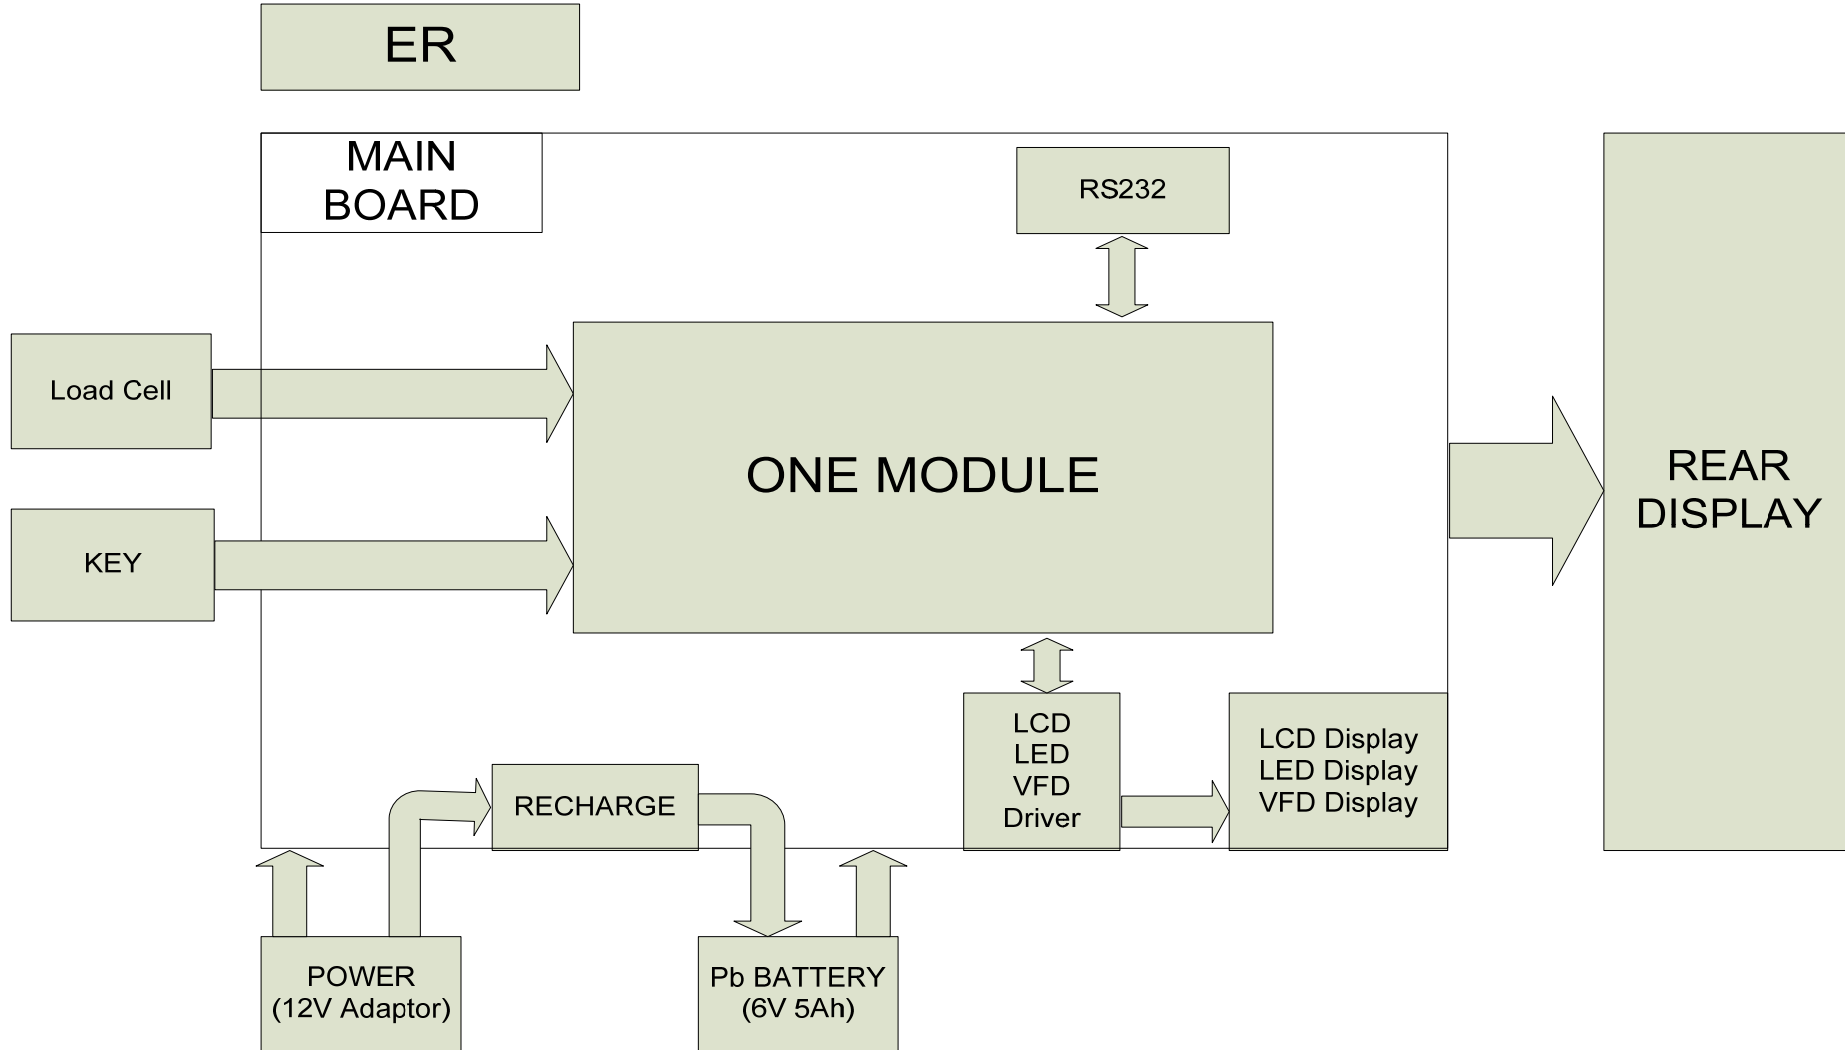 ER
MAIN
BOARD
RS232
Load Cell
ONE MODULE
REAR
DISPLAY
KEY
LCD
LED
VFD
Driver
LCD Display
LED Display
VFD Display
RECHARGE
POWER
(12V Adaptor)
Pb BATTERY
(6V 5Ah)